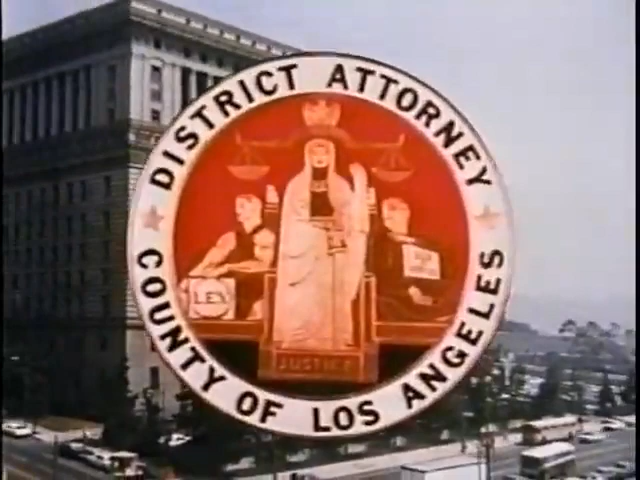 DISTRICT ATTORNEY
COUNTY OF LOS ANGELES
LEX
JUSTICE